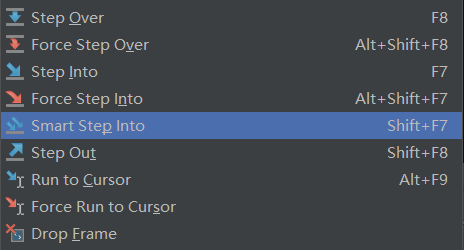 Step Over F8
Force Step Over Alt+Shift+F8
Step Into F7
Force Step Into Alt+Shift+F7
Smart Step Into Shift+F7
Step Out Shift+F8
Run to Cursor Alt+F9
Force Run to Cursor
Drop Frame